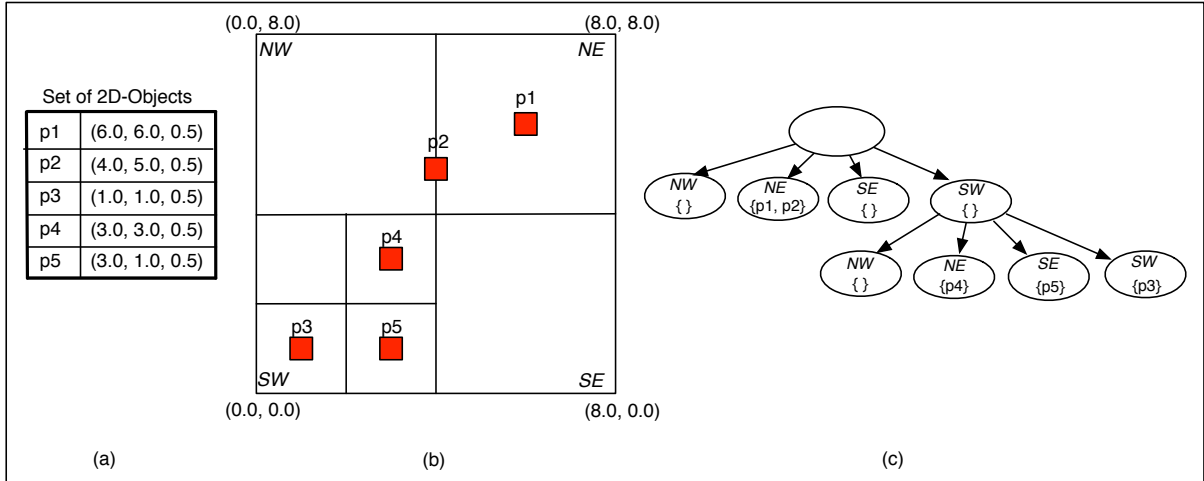 Set of 2D-Objects
p1 (6.0, 6.0, 0.5)
p2 (4.0, 5.0, 0.5)
p3 (1.0, 1.0, 0.5)
p4 (3.0, 3.0, 0.5)
p5 (3.0, 1.0, 0.5)
(a)
(0.0, 8.0) (8.0, 8.0)
NW NE
p1
p2
p4
p3 p5
SW SE
(0.0, 0.0) (8.0, 0.0)
(b)
NW
{ }
NE
{p1, p2}
SE
{ }
SW
{ }
NW
{ }
NE
{p4}
SE
{p5}
SW
{p3}
(c)